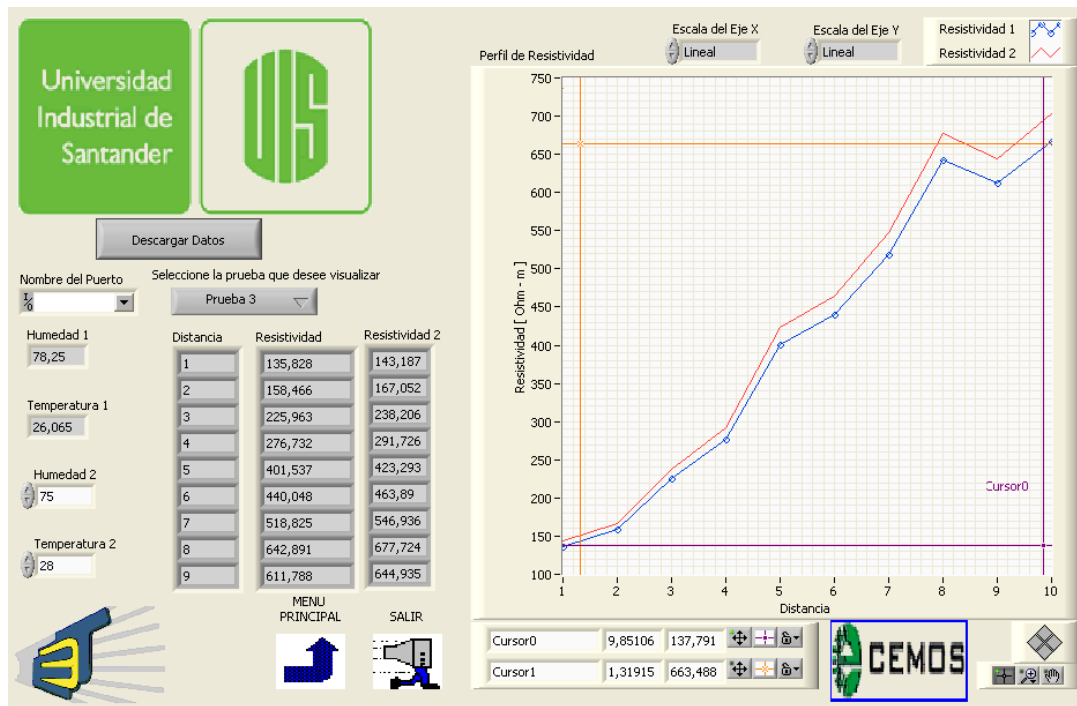 Universidad
Industrial de
Santander
UIS
Descargar Datos
Nombre del Puerto
Seleccione la prueba que desee visualizar
I/O
Prueba 3
Humedad 1
78,25
Temperatura 1
26,065
Humedad 2
75
Temperatura 2
28
Distancia Resistividad Resistividad 2
1 135,828 143,187
2 158,466 167,052
3 225,963 238,206
4 276,732 291,726
5 401,537 423,293
6 440,048 463,89
7 518,825 546,936
8 642,891 677,724
9 611,788 644,935
MENU
PRINCIPAL
SALIR
Perfil de Resistividad
Escala del Eje X
Lineal
Escala del Eje Y
Lineal
Resistividad 1
Resistividad 2
Resistividad [ Ohm - m ]
750
700
650
600
550
500
450
400
350
300
250
200
150
100
Cursor0
1 2 3 4 5 6 7 8 9 10
Distancia
Cursor0 9,85106 137,791
Cursor1 1,31915 663,488
CEMOS